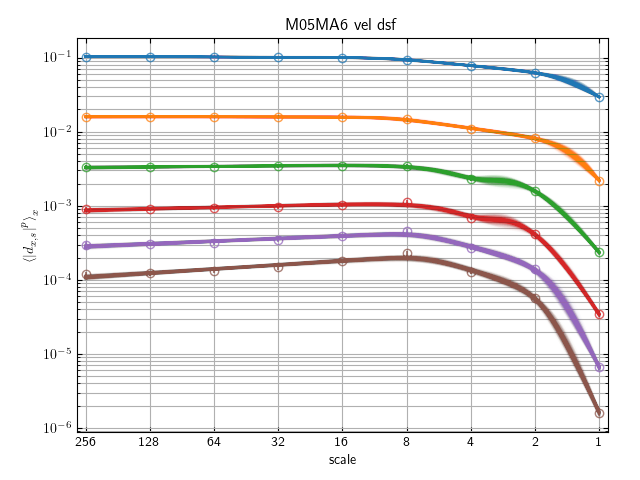 M05MA6 vel dsf
⟨|d_{x,s}|^p⟩_x
10^{-1}
10^{-2}
10^{-3}
10^{-4}
10^{-5}
10^{-6}
256 128 64 32 16 8 4 2 1
scale